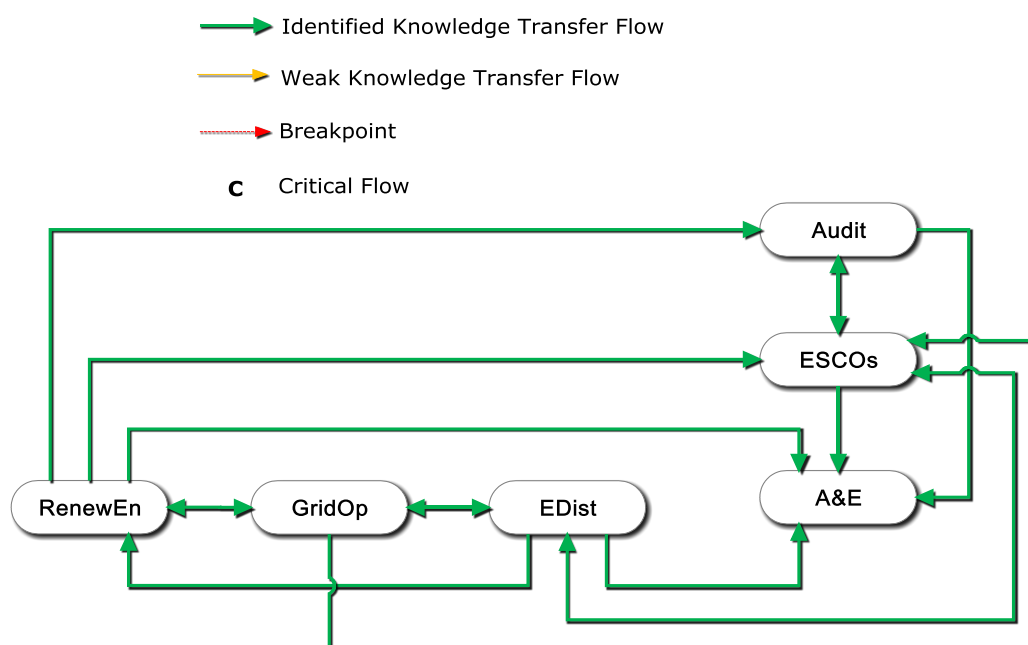 Identified Knowledge Transfer Flow
Weak Knowledge Transfer Flow
Breakpoint
C Critical Flow
Audit
ESCOs
RenewEn GridOp EDist A&E